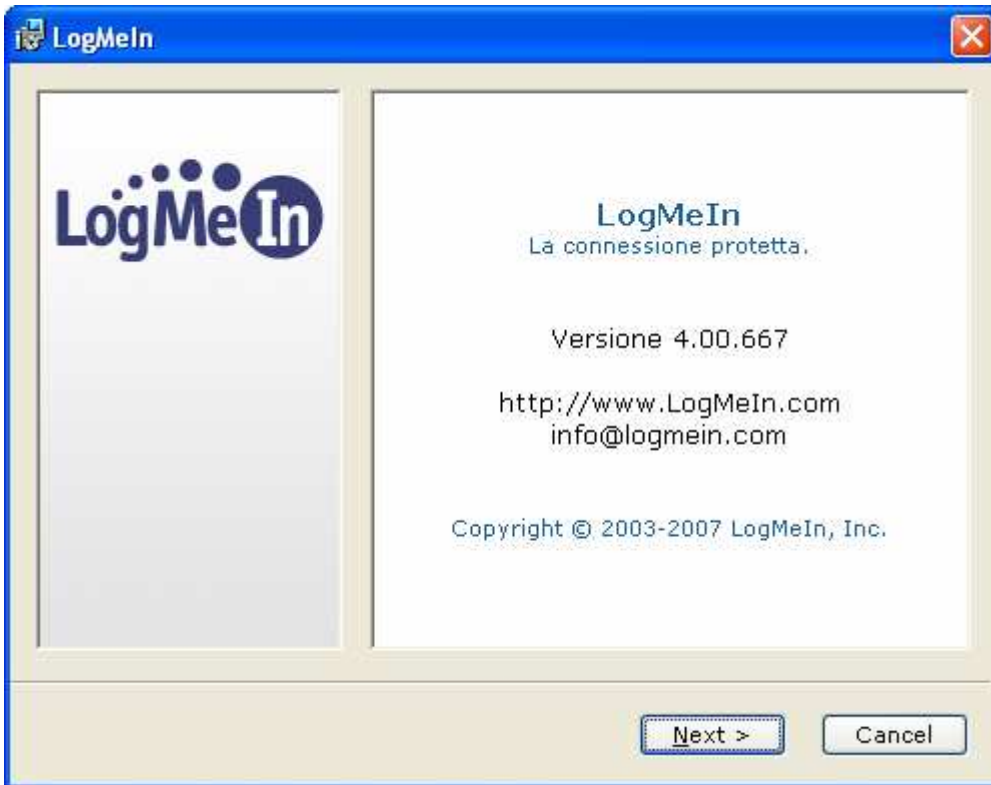 LogMeIn
LogMeIn
LogMeIn
La connessione protetta.
Versione 4.00.667
http://www.LogMeIn.com
info@logmein.com
Copyright © 2003-2007 LogMeIn, Inc.
Next >
Cancel